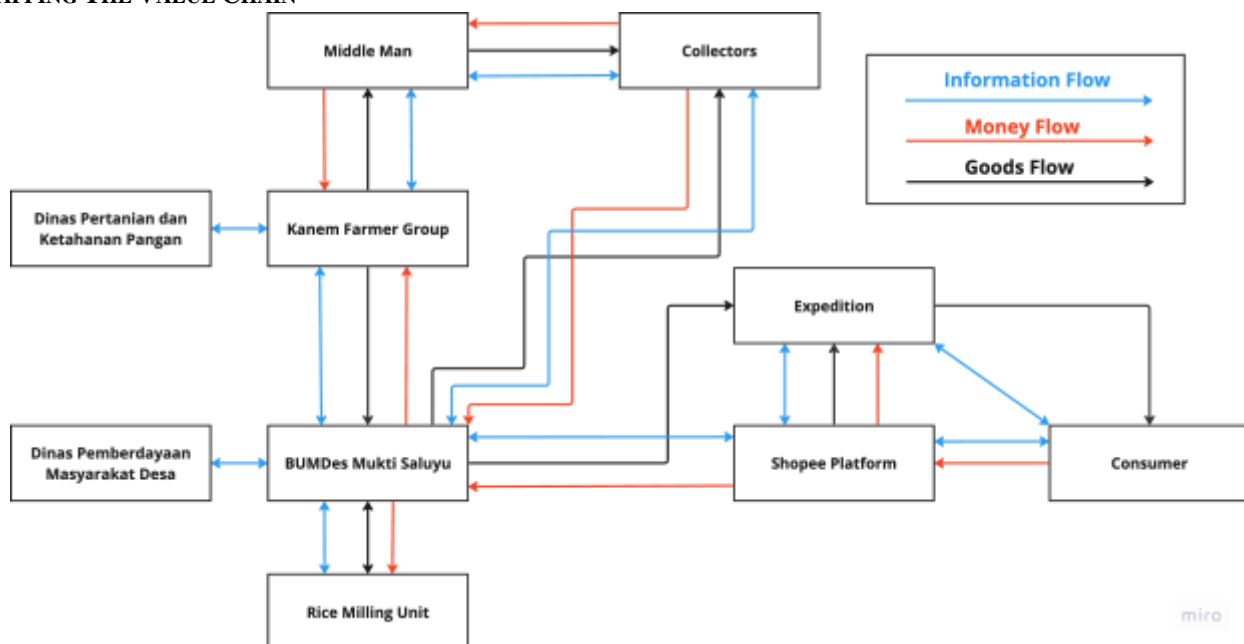 Middle Man
Collectors
Information Flow
Money Flow
Goods Flow
Dinas Pertanian dan
Ketahanan Pangan
Kanem Farmer Group
Expedition
Dinas Pemberdayaan
Masyarakat Desa
BUMDes Mukti Saluyu
Shopee Platform
Consumer
Rice Milling Unit
miro